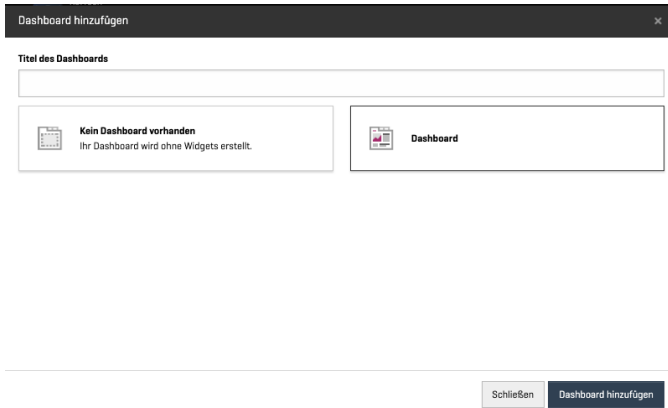 Dashboard hinzufügen
Titel des Dashboards
Kein Dashboard vorhanden
Ihr Dashboard wird ohne Widgets erstellt.
Dashboard
Schließen
Dashboard hinzufügen